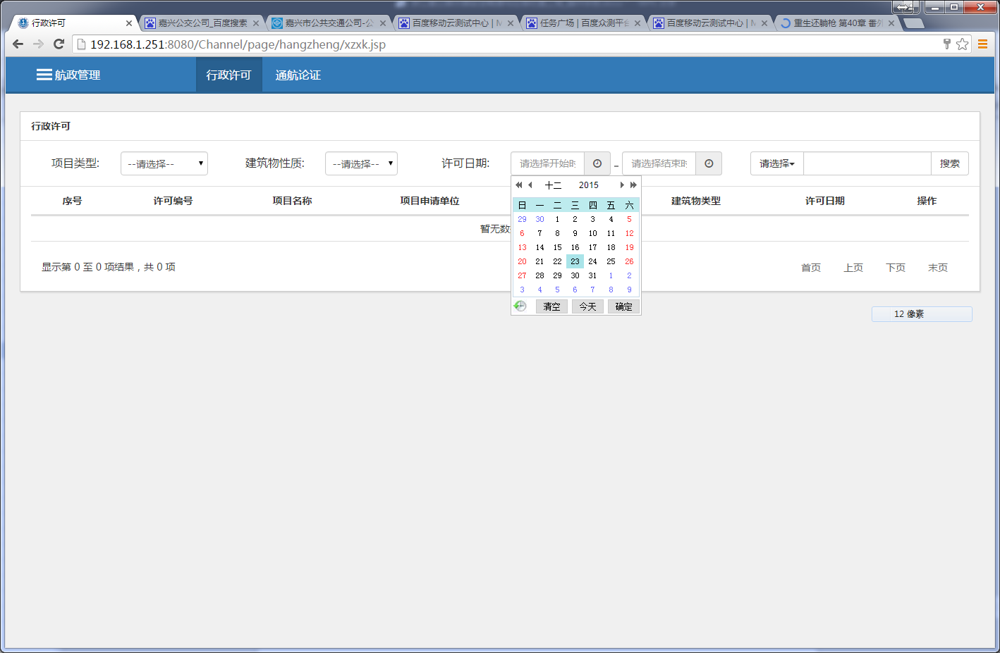 行政许可
嘉兴公交公司_百度搜索
嘉兴市公共交通公司-公
百度移动云测试中心 | M
任务广场 | 百度众测平台
百度移动云测试中心 | M
重生还躺枪 第40章 番外
192.168.1.251:8080/Channel/page/hangzheng/xzxk.jsp
航政管理 行政许可 通航论证
行政许可
项目类型: --请选择-- 建筑物性质: --请选择-- 许可日期: 请选择开始时 - 请选择结束时 请选择 搜索
序号 许可编号 项目名称 项目申请单位 建筑物类型 许可日期 操作
暂无数
显示第 0 至 0 项结果，共 0 项
首页 上页 下页 末页
十二 2015
日 一 二 三 四 五 六
29 30 1 2 3 4 5
6 7 8 9 10 11 12
13 14 15 16 17 18 19
20 21 22 23 24 25 26
27 28 29 30 31 1 2
3 4 5 6 7 8 9
清空 今天 确定
12 像素